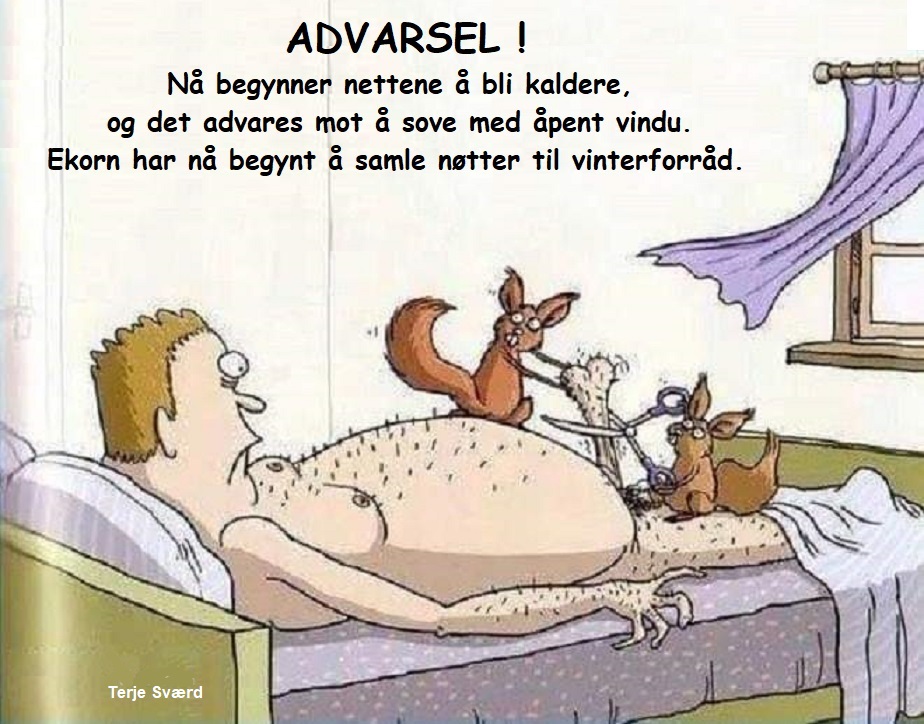 ADVARSEL !
Nå begynner nettene å bli kaldere,
og det advares mot å sove med åpent vindu.
Ekorn har nå begynt å samle nøtter til vinterforråd.
Terje Sværd